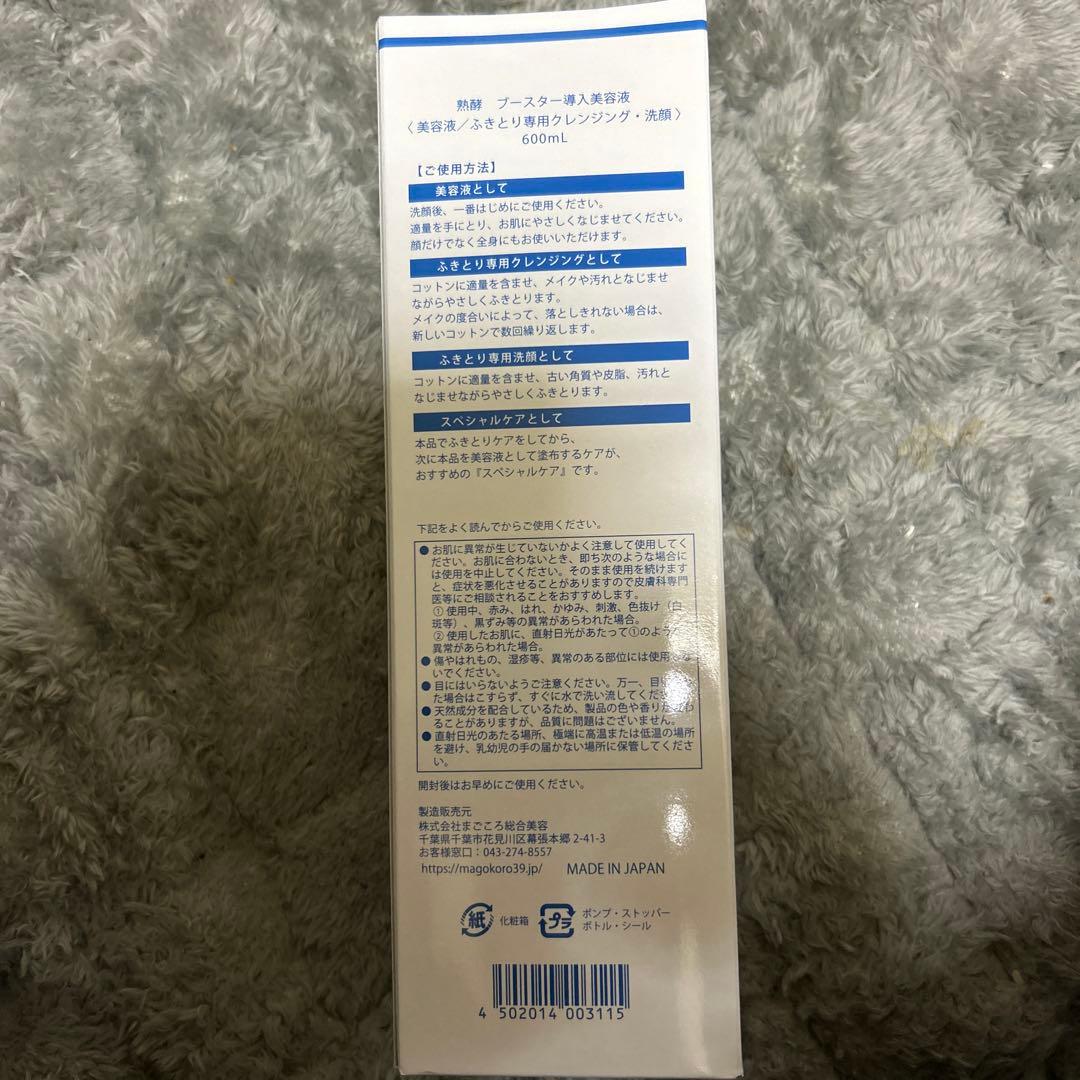 熟酵　ブースター導入美容液
〈 美容液／ふきとり専用クレンジング・洗顔 〉
600mL
【ご使用方法】
美容液として
洗顔後、一番はじめにご使用ください。
適量を手にとり、お肌にやさしくなじませてください。
顔だけでなく全身にもお使いいただけます。
ふきとり専用クレンジングとして
コットンに適量を含ませ、メイクや汚れとなじませ
ながらやさしくふきとります。
メイクの度合いによって、落としきれない場合は、
新しいコットンで数回繰り返します。
ふきとり専用洗顔として
コットンに適量を含ませ、古い角質や皮脂、汚れと
なじませながらやさしくふきとります。
スペシャルケアとして
本品でふきとりケアをしてから、
次に本品を美容液として塗布するケアが、
おすすめの『スペシャルケア』です。
下記をよく読んでからご使用ください。
● お肌に異常が生じていないかよく注意して使用してく
ださい。お肌に合わないとき、即ち次のような場合に
は使用を中止してください。そのまま使用を続けます
と、症状を悪化させることがありますので皮膚科専門
医等にご相談されることをおすすめします。
① 使用中、赤み、はれ、かゆみ、刺激、色抜け（白
斑等）、黒ずみ等の異常があらわれた場合。
② 使用したお肌に、直射日光があたって①のような
異常があらわれた場合。
● 傷やはれもの、湿疹等、異常のある部位には使用しな
いでください。
● 目にはいらないようご注意ください。万一、目に
た場合はこすらず、すぐに水で洗い流してください。
● 天然成分を配合しているため、製品の色や香りが変わ
ることがありますが、品質に問題はございません。
● 直射日光のあたる場所、極端に高温または低温の場所
を避け、乳幼児の手の届かない場所に保管してくださ
い。
開封後はお早めにご使用ください。
製造販売元
株式会社まごころ総合美容
千葉県千葉市花見川区幕張本郷 2-41-3
お客様窓口：043-274-8557
https://magokoro39.jp/　MADE IN JAPAN
紙 化粧箱 プラ ポンプ・ストッパー
ボトル・シール
4 502014 003115